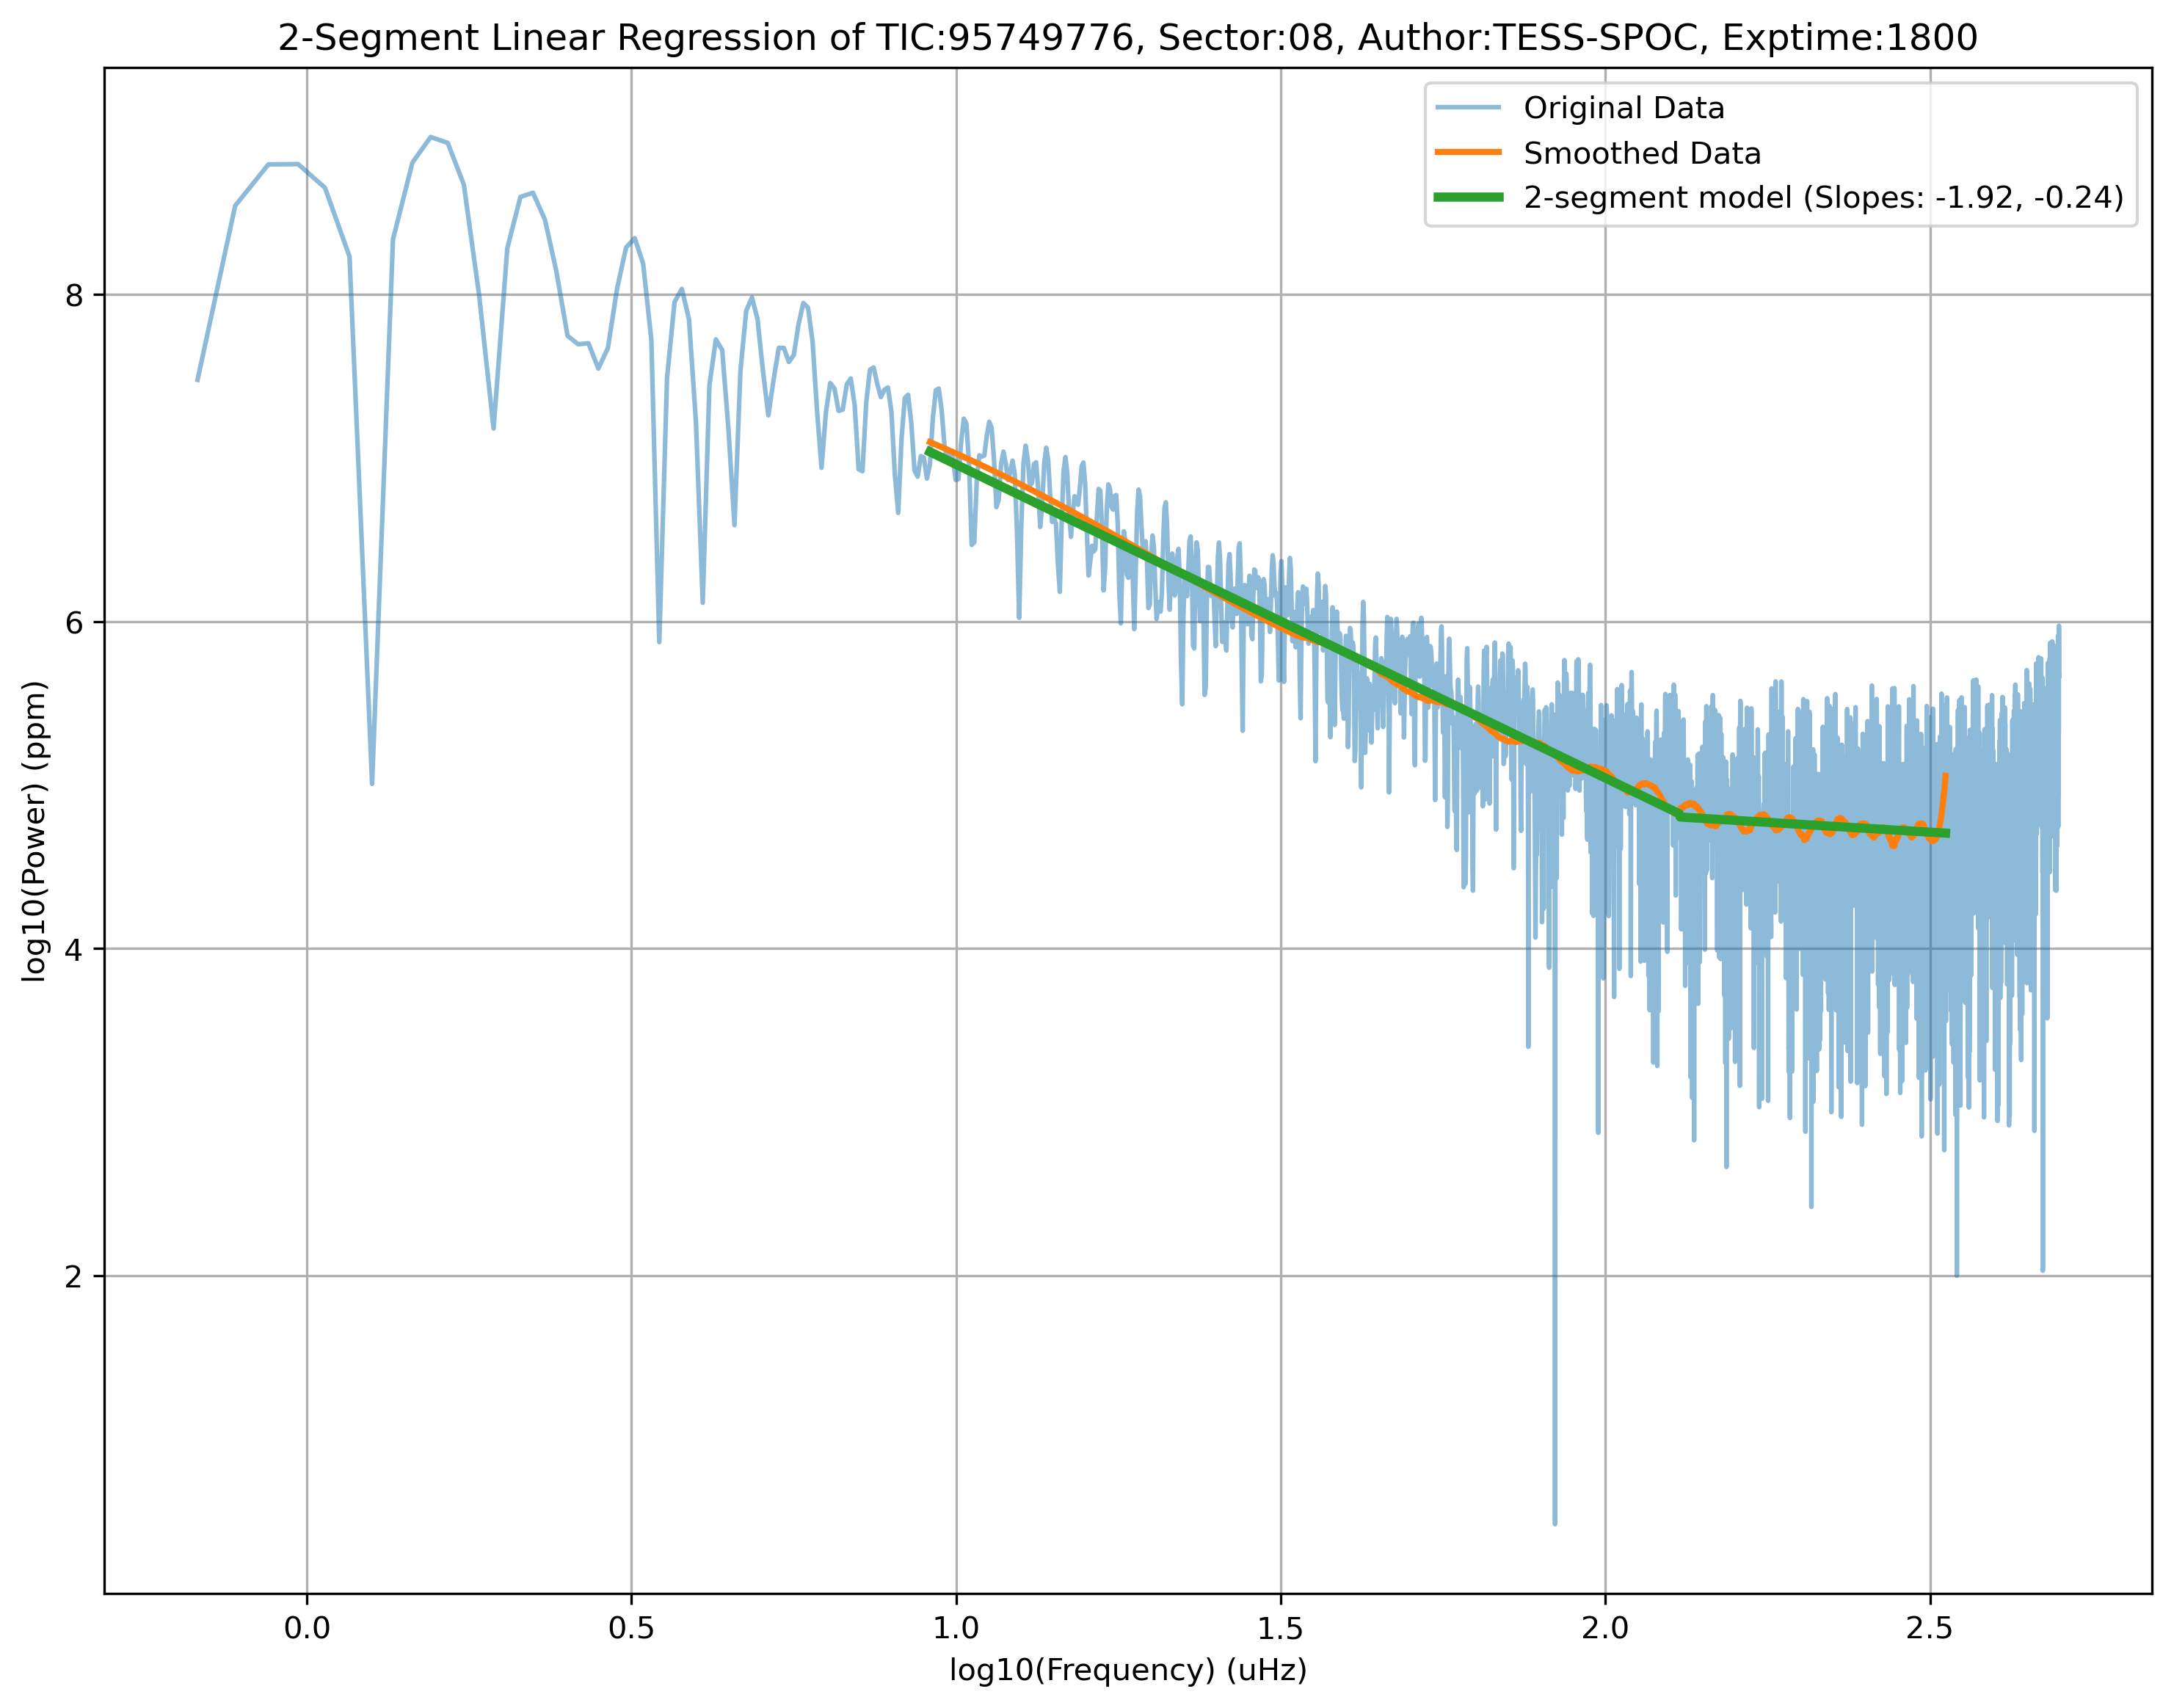 2-Segment Linear Regression of TIC:95749776, Sector:08, Author:TESS-SPOC, Exptime:1800
Original Data
Smoothed Data
2-segment model (Slopes: -1.92, -0.24)
log10(Power) (ppm)
8
6
4
2
0.0 0.5 1.0 1.5 2.0 2.5
log10(Frequency) (uHz)